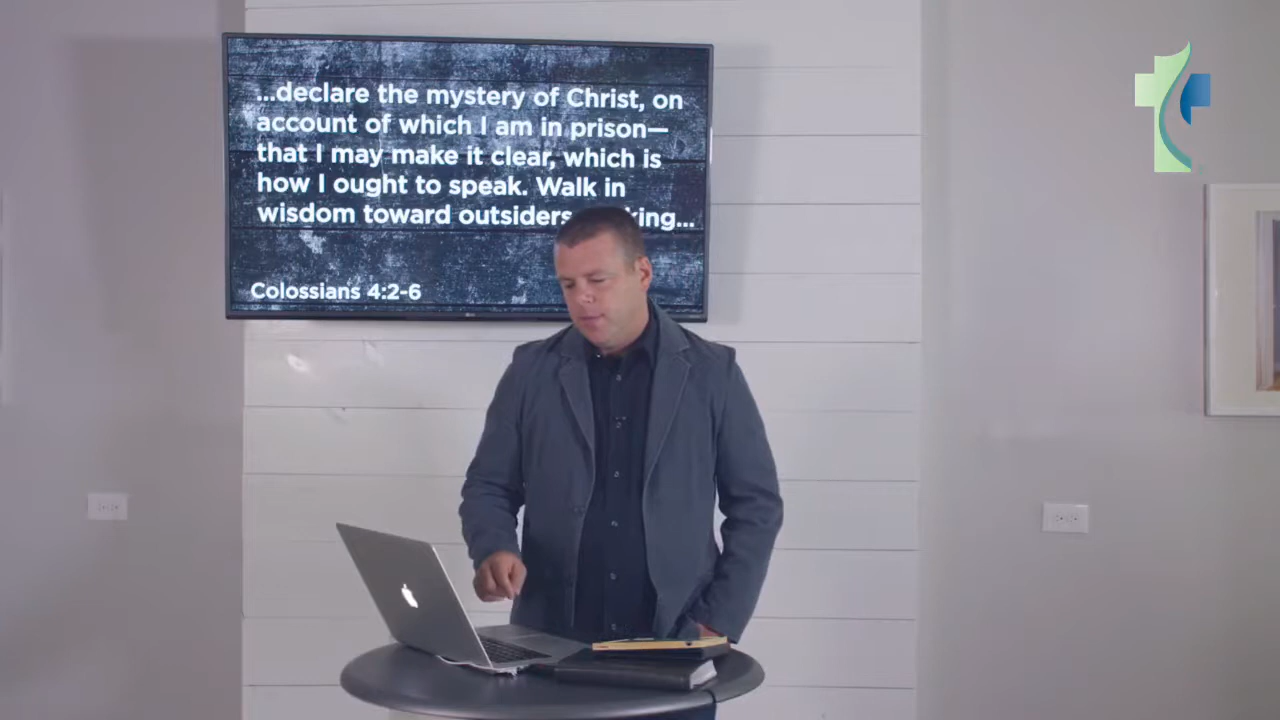 ...declare the mystery of Christ, on
account of which I am in prison—
that I may make it clear, which is
how I ought to speak. Walk in
wisdom toward outsiders
Colossians 4:2-6